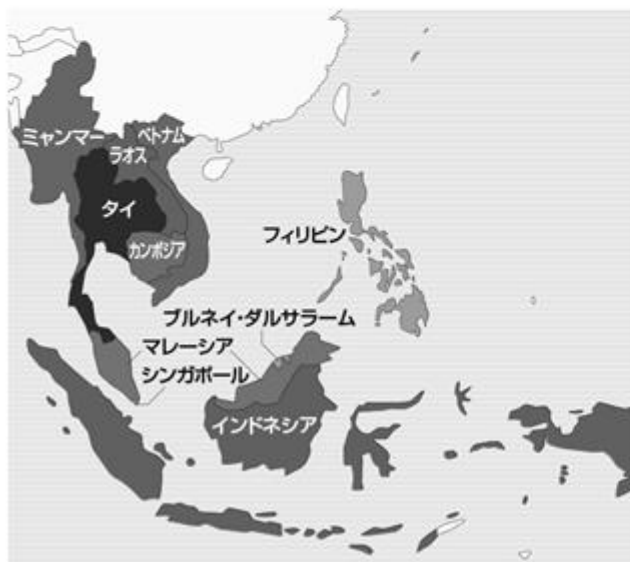 ミャンマー
ベトナム
ラオス
タイ
カンボジア
フィリピン
ブルネイ・ダルサラーム
マレーシア
シンガポール
インドネシア